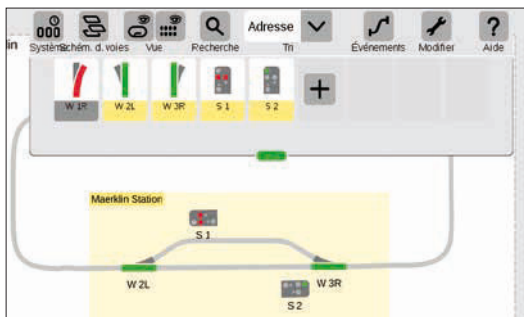 Adresse
lin
Système
Schém. d. voies
Vue
Recherche
Tri
Événements
Modifier
Aide
W 1R
W 2L
W 3R
S 1
S 2
Maerklin Station
S 1
W 2L
W 3R
S 2